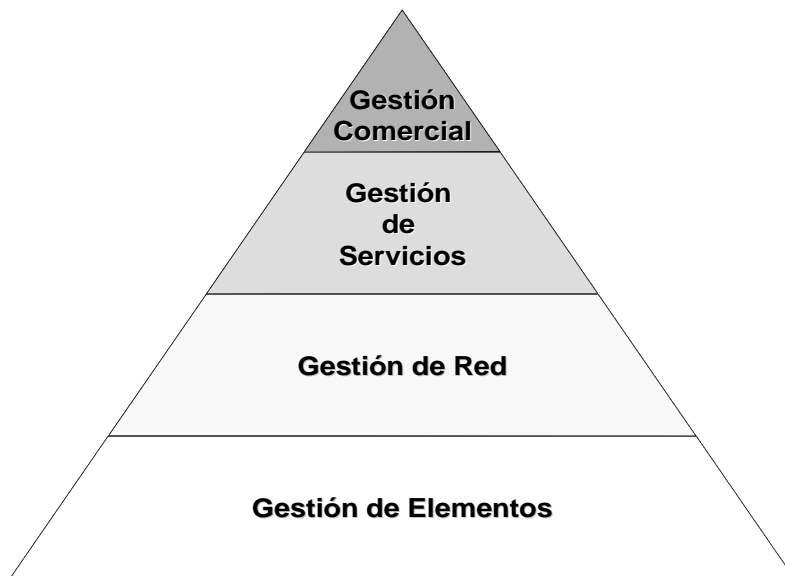 Gestión
Comercial
Gestión
de
Servicios
Gestión de Red
Gestión de Elementos